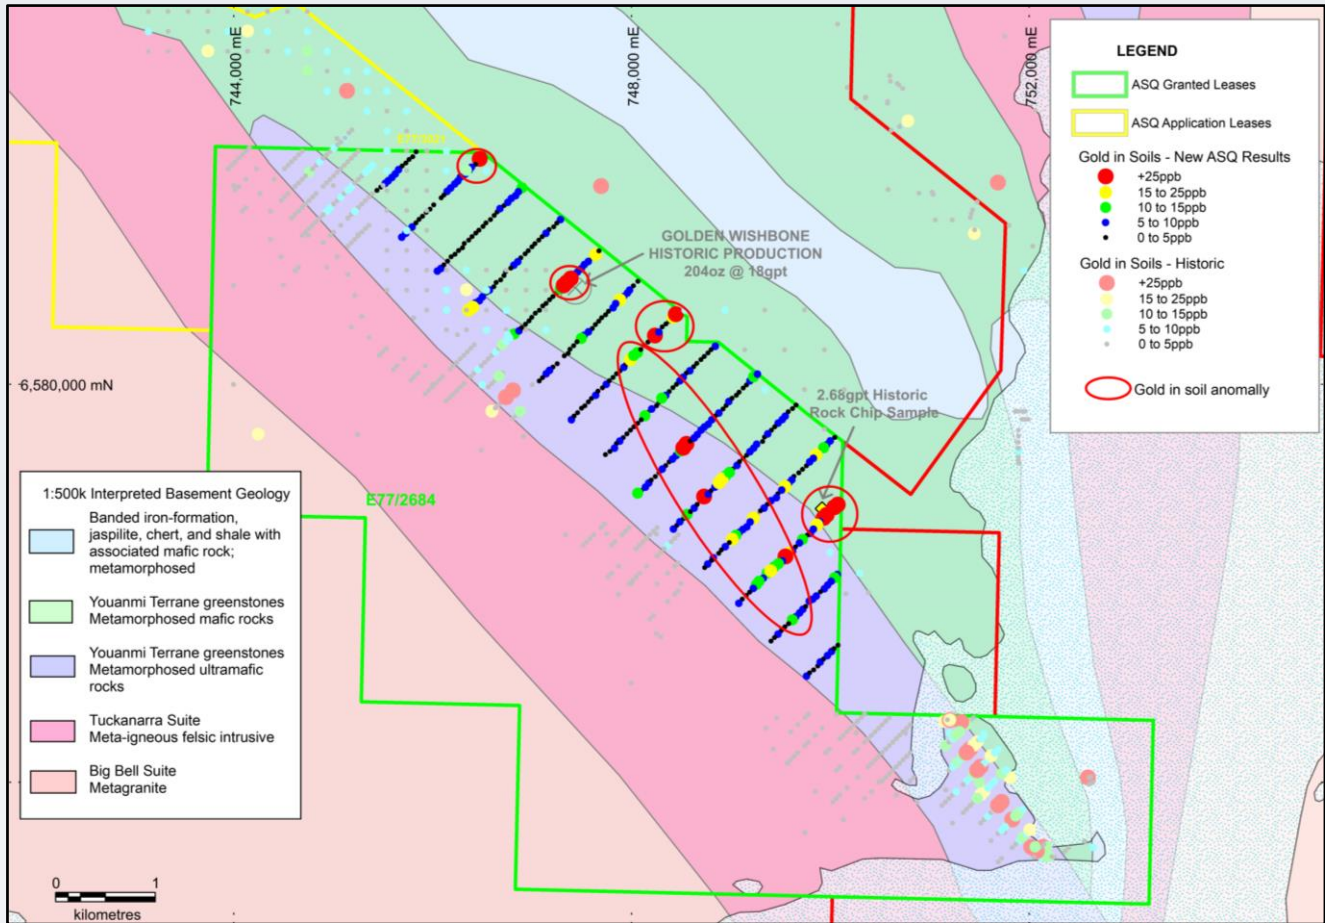 744,000 mE
748,000 mE
752,000 mE
LEGEND
ASQ Granted Leases
ASQ Application Leases
Gold in Soils - New ASQ Results
+25ppb
15 to 25ppb
10 to 15ppb
5 to 10ppb
0 to 5ppb
Gold in Soils - Historic
+25ppb
15 to 25ppb
10 to 15ppb
5 to 10ppb
0 to 5ppb
Gold in soil anomally
GOLDEN WISHBONE
HISTORIC PRODUCTION
204oz @ 18gpt
6,580,000 mN
2.68gpt Historic
Rock Chip Sample
E77/2684
1:500k Interpreted Basement Geology
Banded iron-formation,
jaspilite, chert, and shale with
associated mafic rock;
metamorphosed
Youanmi Terrane greenstones
Metamorphosed mafic rocks
Youanmi Terrane greenstones
Metamorphosed ultramafic
rocks
Tuckanarra Suite
Meta-igneous felsic intrusive
Big Bell Suite
Metagranite
0 1
kilometres